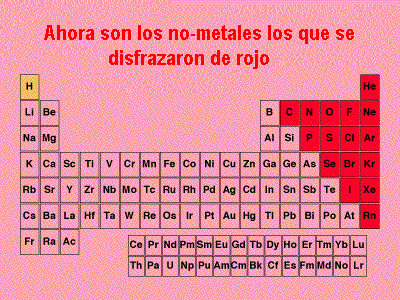 Ahora son los no-metales los que se
disfrazaron de rojo
H He
Li Be B C N O F Ne
Na Mg Al Si P S Cl Ar
K Ca Sc Ti V Cr Mn Fe Co Ni Cu Zn Ga Ge As Se Br Kr
Rb Sr Y Zr Nb Mo Tc Ru Rh Pd Ag Cd In Sn Sb Te I Xe
Cs Ba La Hf Ta W Re Os Ir Pt Au Hg Tl Pb Bi Po At Rn
Fr Ra Ac
Ce Pr Nd Pm Sm Eu Gd Tb Dy Ho Er Tm Yb Lu
Th Pa U Np Pu Am Cm Bk Cf Es Fm Md No Lr